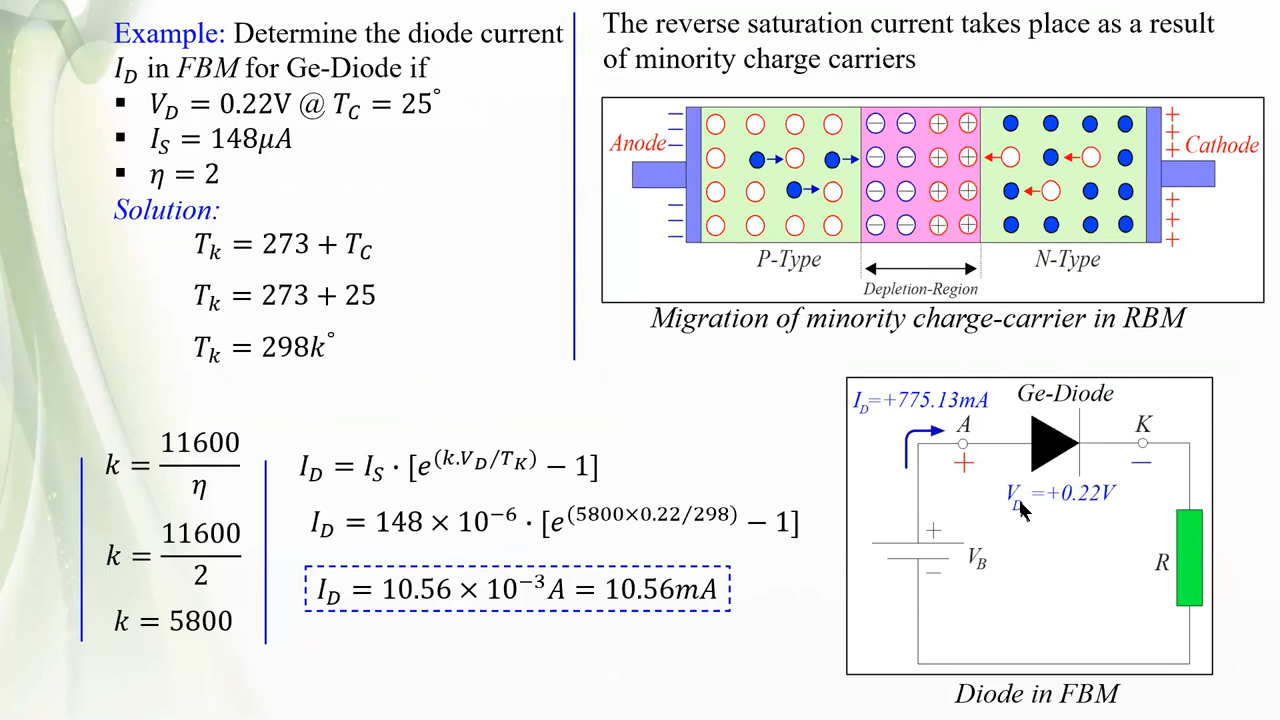 Example: Determine the diode current
I_D in FBM for Ge-Diode if
▪ V_D = 0.22V @ T_C = 25°
▪ I_S = 148μA
▪ η = 2
Solution:
T_k = 273 + T_C
T_k = 273 + 25
T_k = 298k°
k = 11600/η
k = 11600/2
k = 5800
I_D = I_S · [e^(k.V_D/T_K) − 1]
I_D = 148 × 10^−6 · [e^(5800×0.22/298) − 1]
I_D = 10.56 × 10^−3 A = 10.56mA
The reverse saturation current takes place as a result
of minority charge carriers
Anode
Cathode
P-Type
N-Type
Depletion-Region
Migration of minority charge-carrier in RBM
Ge-Diode
I_D=+775.13mA
A
K
+
−
V_D=+0.22V
+
V_B
−
R
Diode in FBM